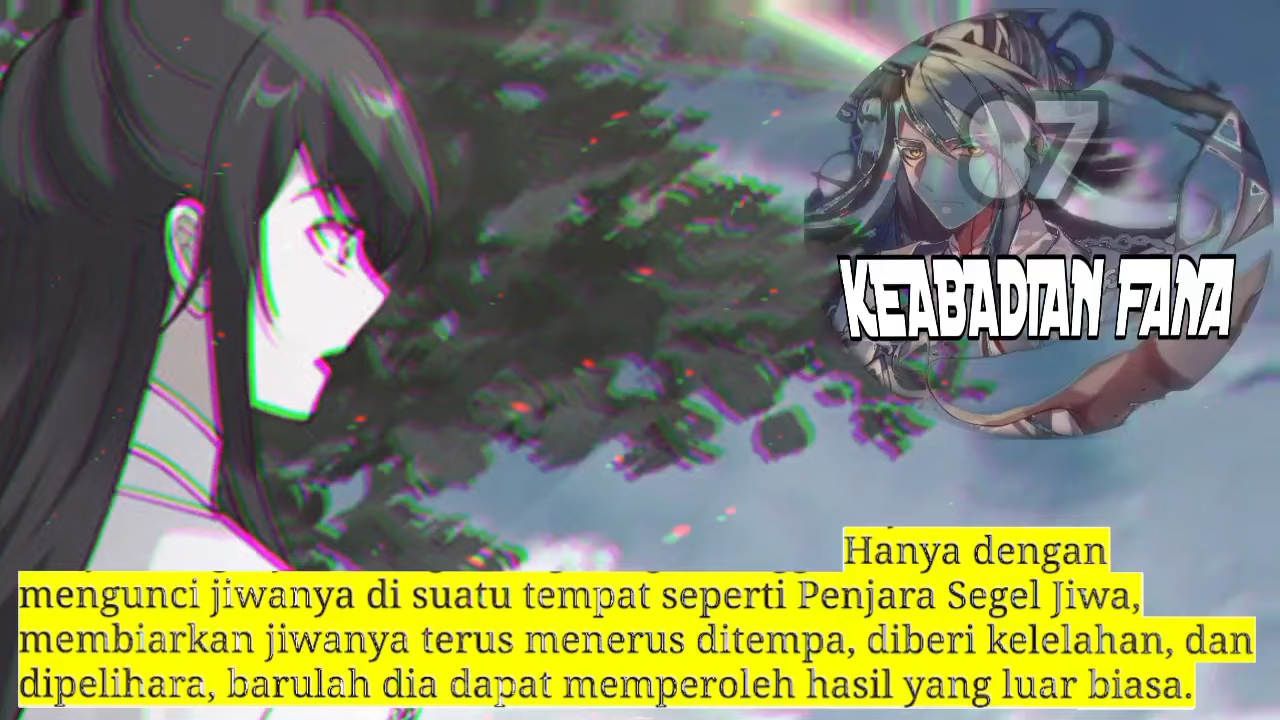 87
KEABADIAN FANA
Hanya dengan
mengunci jiwanya di suatu tempat seperti Penjara Segel Jiwa,
membiarkan jiwanya terus menerus ditempa, diberi kelelahan, dan
dipelihara, barulah dia dapat memperoleh hasil yang luar biasa.